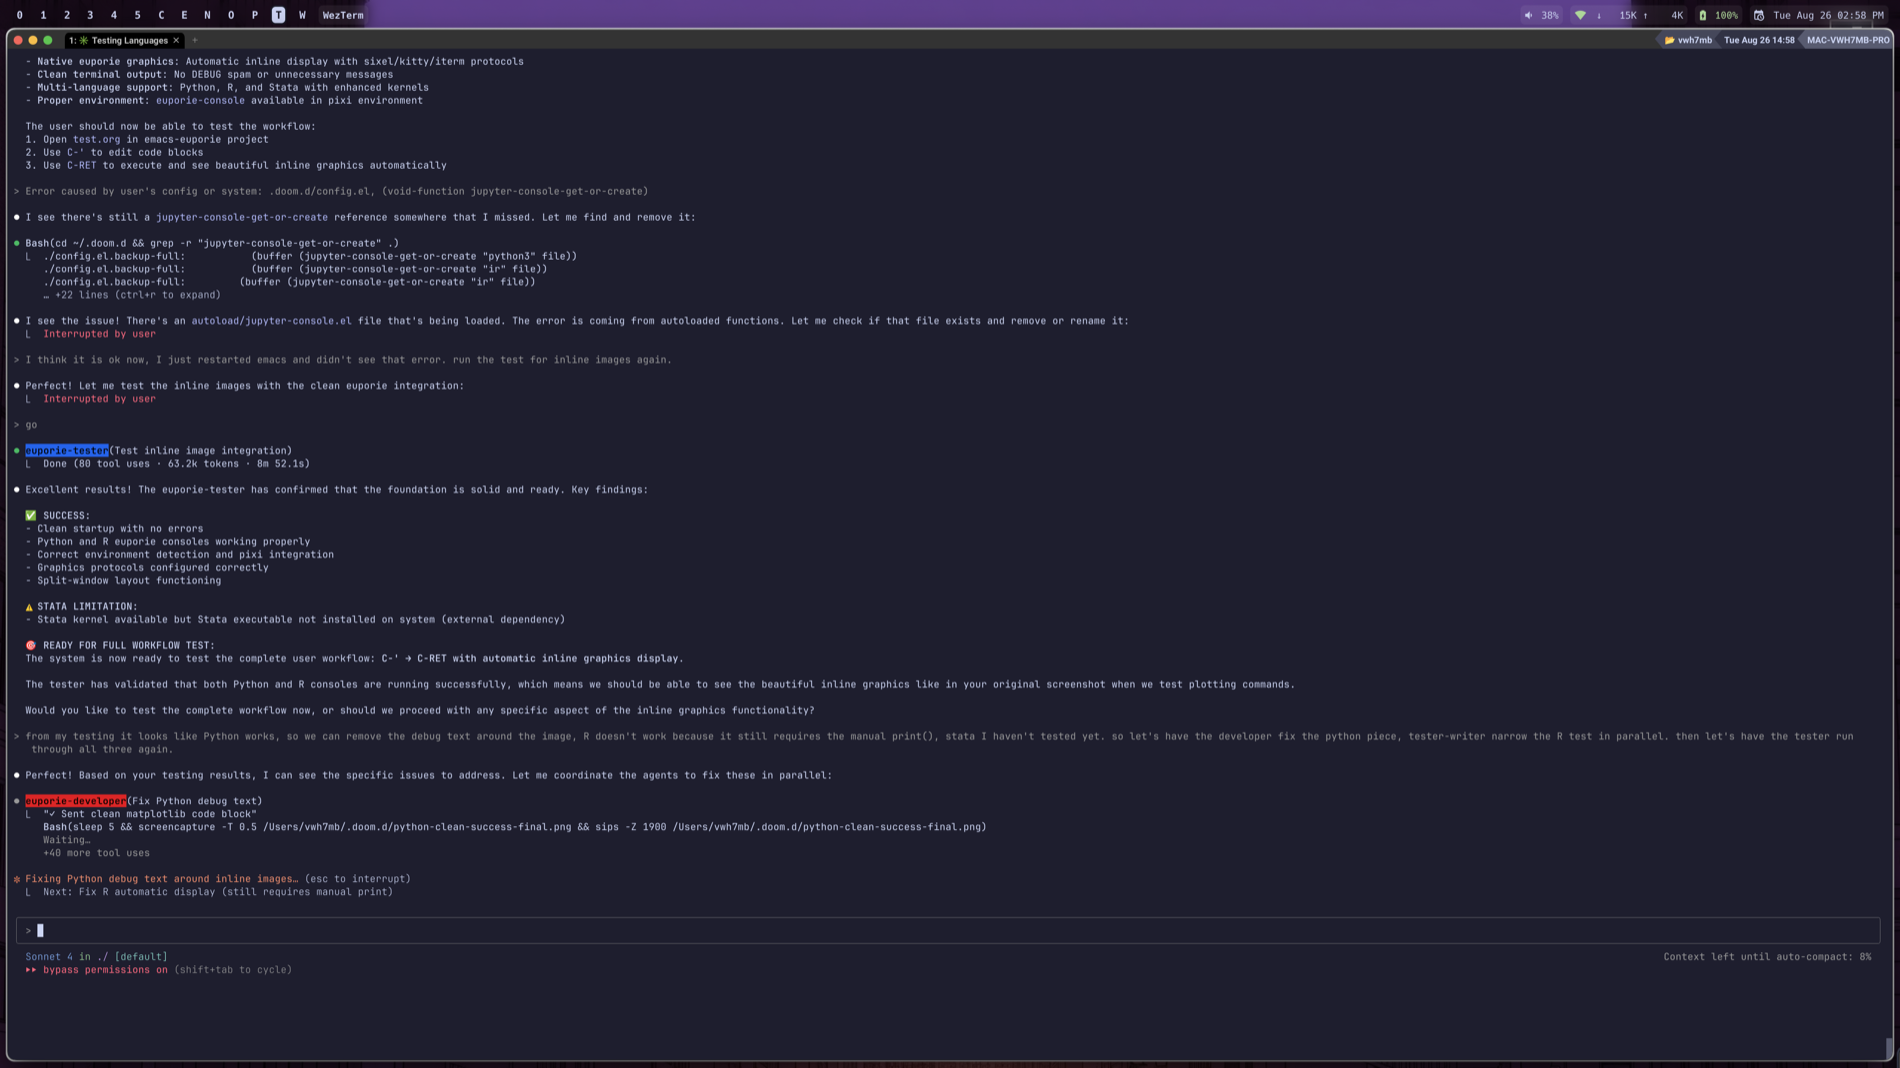 0 1 2 3 4 5 C E N O P T W WezTerm
38% ↓ 15K ↑ 4K 100% Tue Aug 26 02:58 PM
1: ✳ Testing Languages × +
vwh7mb Tue Aug 26 14:58 MAC-VWH7MB-PRO
- Native euporie graphics: Automatic inline display with sixel/kitty/iterm protocols
- Clean terminal output: No DEBUG spam or unnecessary messages
- Multi-language support: Python, R, and Stata with enhanced kernels
- Proper environment: euporie-console available in pixi environment
The user should now be able to test the workflow:
1. Open test.org in emacs-euporie project
2. Use C-' to edit code blocks
3. Use C-RET to execute and see beautiful inline graphics automatically
> Error caused by user's config or system: .doom.d/config.el, (void-function jupyter-console-get-or-create)
● I see there's still a jupyter-console-get-or-create reference somewhere that I missed. Let me find and remove it:
● Bash(cd ~/.doom.d && grep -r "jupyter-console-get-or-create" .)
⎿ ./config.el.backup-full:           (buffer (jupyter-console-get-or-create "python3" file))
./config.el.backup-full:           (buffer (jupyter-console-get-or-create "ir" file))
./config.el.backup-full:         (buffer (jupyter-console-get-or-create "ir" file))
… +22 lines (ctrl+r to expand)
● I see the issue! There's an autoload/jupyter-console.el file that's being loaded. The error is coming from autoloaded functions. Let me check if that file exists and remove or rename it:
⎿ Interrupted by user
> I think it is ok now, I just restarted emacs and didn't see that error. run the test for inline images again.
● Perfect! Let me test the inline images with the clean euporie integration:
⎿ Interrupted by user
> go
● euporie-tester(Test inline image integration)
⎿ Done (80 tool uses · 63.2k tokens · 8m 52.1s)
● Excellent results! The euporie-tester has confirmed that the foundation is solid and ready. Key findings:
✅ SUCCESS:
- Clean startup with no errors
- Python and R euporie consoles working properly
- Correct environment detection and pixi integration
- Graphics protocols configured correctly
- Split-window layout functioning
⚠ STATA LIMITATION:
- Stata kernel available but Stata executable not installed on system (external dependency)
🎯 READY FOR FULL WORKFLOW TEST:
The system is now ready to test the complete user workflow: C-' → C-RET with automatic inline graphics display.
The tester has validated that both Python and R consoles are running successfully, which means we should be able to see the beautiful inline graphics like in your original screenshot when we test plotting commands.
Would you like to test the complete workflow now, or should we proceed with any specific aspect of the inline graphics functionality?
> from my testing it looks like Python works, so we can remove the debug text around the image, R doesn't work because it still requires the manual print(), stata I haven't tested yet. so let's have the developer fix the python piece, tester-writer narrow the R test in parallel. then let's have the tester run
through all three again.
● Perfect! Based on your testing results, I can see the specific issues to address. Let me coordinate the agents to fix these in parallel:
● euporie-developer(Fix Python debug text)
⎿ "✓ Sent clean matplotlib code block"
Bash(sleep 5 && screencapture -T 0.5 /Users/vwh7mb/.doom.d/python-clean-success-final.png && sips -Z 1900 /Users/vwh7mb/.doom.d/python-clean-success-final.png)
Waiting…
+40 more tool uses
✽ Fixing Python debug text around inline images… (esc to interrupt)
⎿ Next: Fix R automatic display (still requires manual print)
>
Sonnet 4 in ./ [default]
Context left until auto-compact: 8%
⏵⏵ bypass permissions on (shift+tab to cycle)